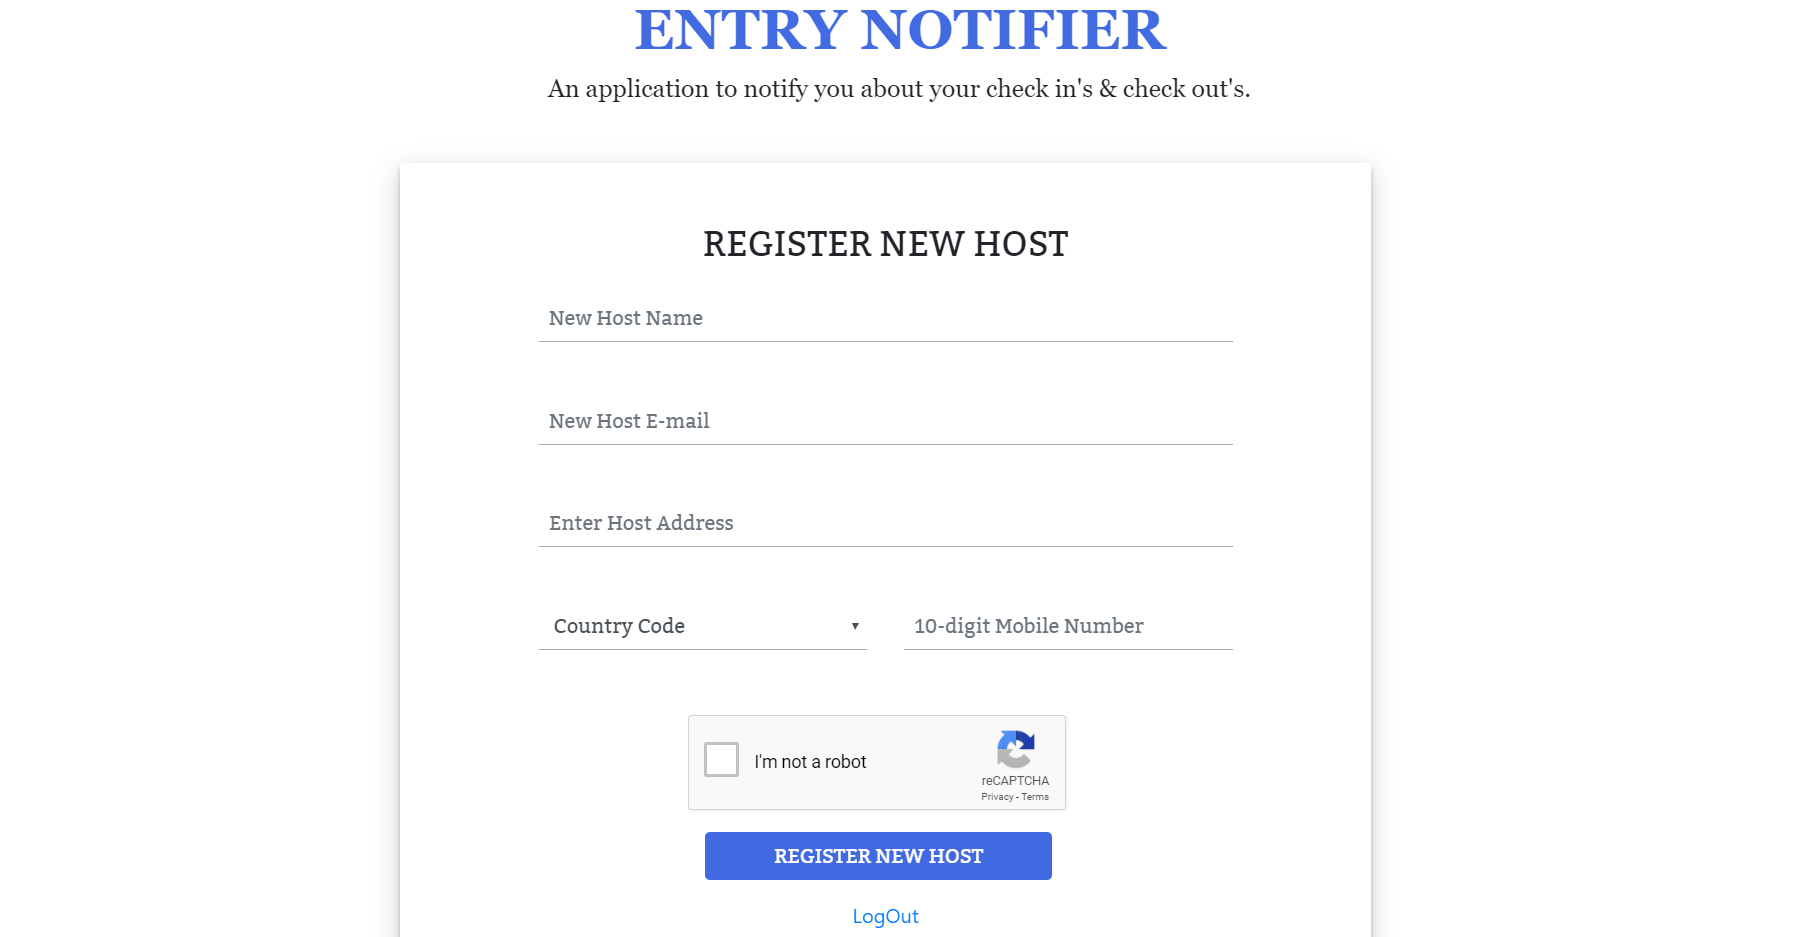 ENTRY NOTIFIER
An application to notify you about your check in's & check out's.
REGISTER NEW HOST
New Host Name
New Host E-mail
Enter Host Address
Country Code
10-digit Mobile Number
I'm not a robot
reCAPTCHA
Privacy - Terms
REGISTER NEW HOST
LogOut